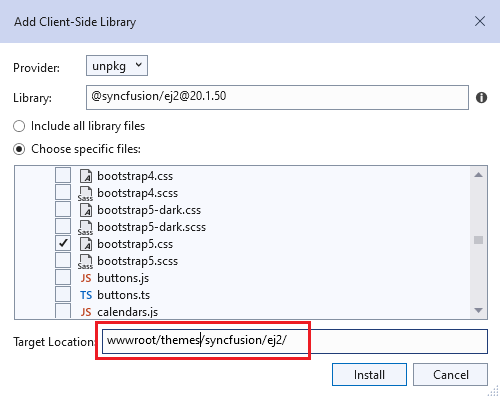 Add Client-Side Library
Provider: unpkg
Library: @syncfusion/ej2@20.1.50
Include all library files
Choose specific files:
bootstrap4.css
Sass bootstrap4.scss
bootstrap5-dark.css
Sass bootstrap5-dark.scss
bootstrap5.css
Sass bootstrap5.scss
JS buttons.js
TS buttons.ts
JS calendars.js
Target Location: wwwroot/themes/syncfusion/ej2/
Install Cancel